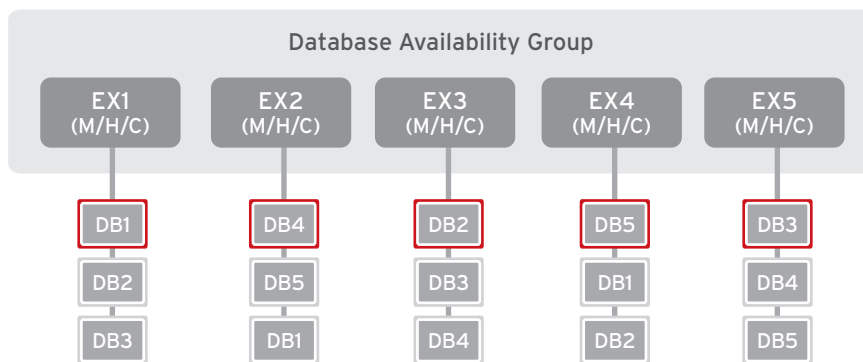 Database Availability Group
EX1 EX2 EX3 EX4 EX5
(M/H/C) (M/H/C) (M/H/C) (M/H/C) (M/H/C)
DB1 DB4 DB2 DB5 DB3
DB2 DB5 DB3 DB1 DB4
DB3 DB1 DB4 DB2 DB5